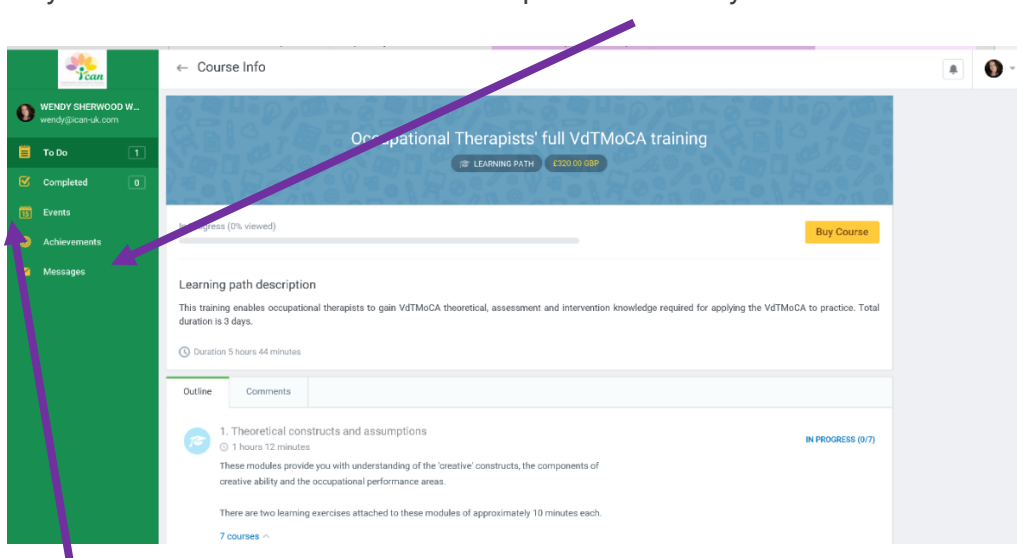 ican
← Course Info
WENDY SHERWOOD W...
wendy@ican-uk.com
To Do 1
Completed 0
Events
Achievements
Messages
Occupational Therapists' full VdTMoCA training
LEARNING PATH £320.00 GBP
(0% viewed)
Buy Course
Learning path description
This training enables occupational therapists to gain VdTMoCA theoretical, assessment and intervention knowledge required for applying the VdTMoCA to practice. Total
duration is 3 days.
Duration 5 hours 44 minutes
Outline Comments
1. Theoretical constructs and assumptions
1 hours 12 minutes
IN PROGRESS (0/7)
These modules provide you with understanding of the 'creative' constructs, the components of
creative ability and the occupational performance areas.
There are two learning exercises attached to these modules of approximately 10 minutes each.
7 courses